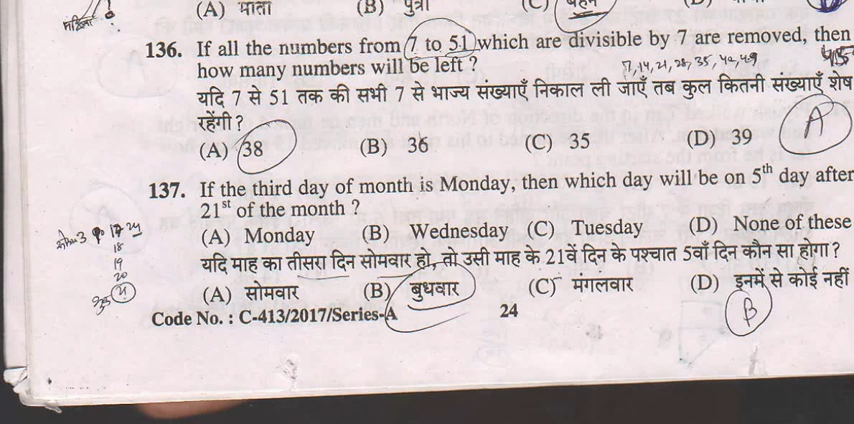 (A) माता (B) पुत्री (C) बहन
136. If all the numbers from 7 to 51 which are divisible by 7 are removed, then
how many numbers will be left ?
7,14,21,28,35,42,49
यदि 7 से 51 तक की सभी 7 से भाज्य संख्याएँ निकाल ली जाएँ तब कुल कितनी संख्याएँ शेष
रहेंगी ?
A
(A) 38 (B) 36 (C) 35 (D) 39
137. If the third day of month is Monday, then which day will be on 5th day after
21st of the month ?
(A) Monday (B) Wednesday (C) Tuesday (D) None of these
यदि माह का तीसरा दिन सोमवार हो, तो उसी माह के 21वें दिन के पश्चात 5वाँ दिन कौन सा होगा ?
18
19
20
(A) सोमवार (B) बुधवार (C) मंगलवार (D) इनमें से कोई नहीं
B
Code No. : C-413/2017/Series-A 24